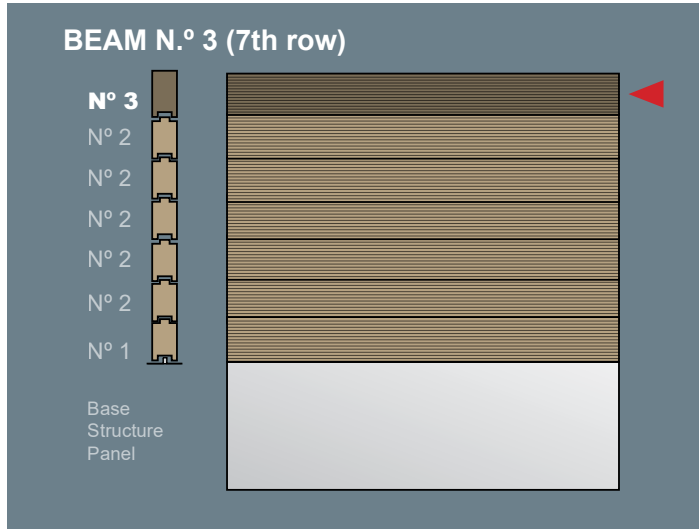 BEAM N.º 3 (7th row)
Nº 3
Nº 2
Nº 2
Nº 2
Nº 2
Nº 2
Nº 1
Base
Structure
Panel